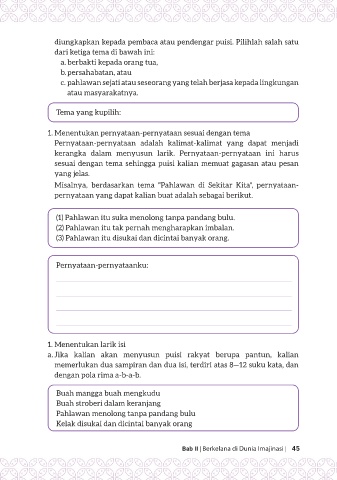 diungkapkan kepada pembaca atau pendengar puisi. Pilihlah salah satu
dari ketiga tema di bawah ini:
a. berbakti kepada orang tua,
b. persahabatan, atau
c. pahlawan sejati atau seseorang yang telah berjasa kepada lingkungan
atau masyarakatnya.
Tema yang kupilih:
1. Menentukan pernyataan-pernyataan sesuai dengan tema
Pernyataan-pernyataan adalah kalimat-kalimat yang dapat menjadi
kerangka dalam menyusun larik. Pernyataan-pernyataan ini harus
sesuai dengan tema sehingga puisi kalian memuat gagasan atau pesan
yang jelas.
Misalnya, berdasarkan tema "Pahlawan di Sekitar Kita", pernyataan-
pernyataan yang dapat kalian buat adalah sebagai berikut.
(1) Pahlawan itu suka menolong tanpa pandang bulu.
(2) Pahlawan itu tak pernah mengharapkan imbalan.
(3) Pahlawan itu disukai dan dicintai banyak orang.
Pernyataan-pernyataanku:
1. Menentukan larik isi
a. Jika kalian akan menyusun puisi rakyat berupa pantun, kalian
memerlukan dua sampiran dan dua isi, terdiri atas 8—12 suku kata, dan
dengan pola rima a-b-a-b.
Buah mangga buah mengkudu
Buah stroberi dalam keranjang
Pahlawan menolong tanpa pandang bulu
Kelak disukai dan dicintai banyak orang
Bab II | Berkelana di Dunia Imajinasi | 45